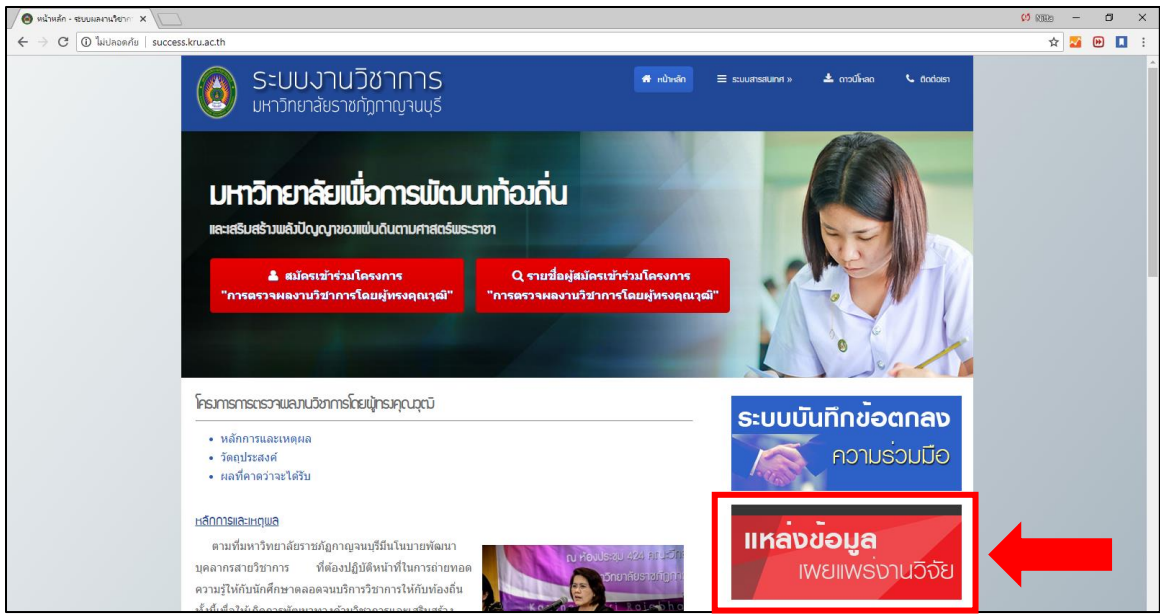 หน้าหลัก - ระบบผลงานวิชาก
ไม่ปลอดภัย | success.kru.ac.th
ระบบงานวิชาการ
มหาวิทยาลัยราชภัฏกาญจนบุรี
หน้าหลัก ระบบสารสนเทศ » ดาวน์โหลด ติดต่อเรา
มหาวิทยาลัยเพื่อการพัฒนาท้องถิ่น
และเสริมสร้างพลังปัญญาของแผ่นดินตามศาสตร์พระราชา
สมัครเข้าร่วมโครงการ
"การตรวจผลงานวิชาการโดยผู้ทรงคุณวุฒิ"
รายชื่อผู้สมัครเข้าร่วมโครงการ
"การตรวจผลงานวิชาการโดยผู้ทรงคุณวุฒิ"
โครงการการตรวจผลงานวิชาการโดยผู้ทรงคุณวุฒิ
• หลักการและเหตุผล
• วัตถุประสงค์
• ผลที่คาดว่าจะได้รับ
หลักการและเหตุผล
ตามที่มหาวิทยาลัยราชภัฏกาญจนบุรีมีนโนบายพัฒนา
บุคลากรสายวิชาการ ที่ต้องปฏิบัติหน้าที่ในการถ่ายทอด
ความรู้ให้กับนักศึกษาตลอดจนบริการวิชาการให้กับท้องถิ่น
ณ ห้องประชุม 424
ระบบบันทึกข้อตกลง
ความร่วมมือ
แหล่งข้อมูล
เผยแพร่งานวิจัย